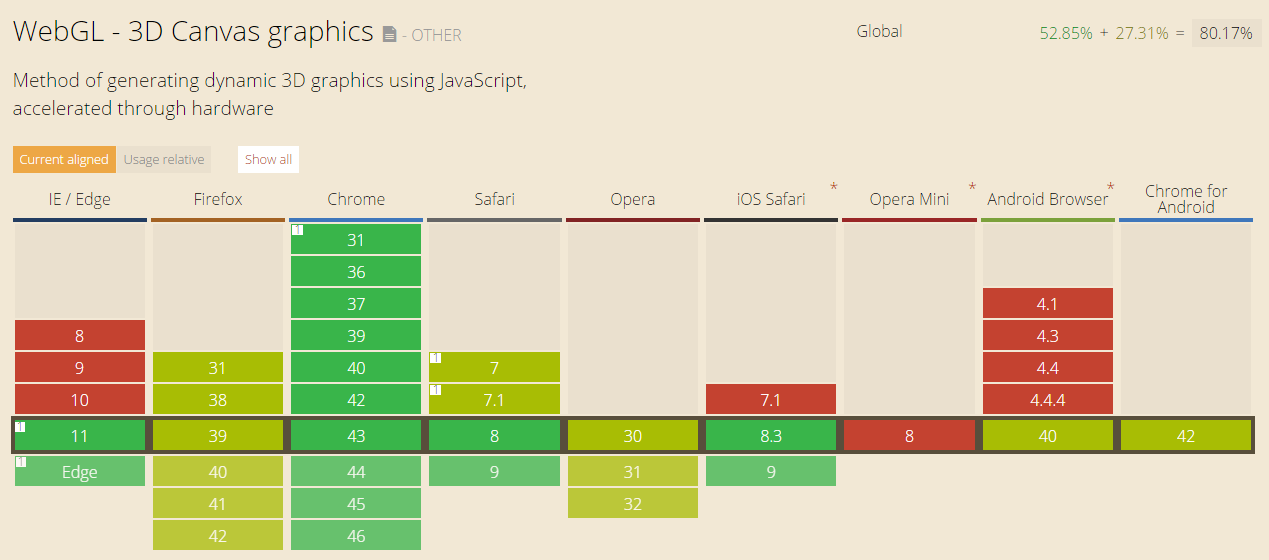 WebGL - 3D Canvas graphics - OTHER
Global 52.85% + 27.31% = 80.17%
Method of generating dynamic 3D graphics using JavaScript,
accelerated through hardware
Current aligned Usage relative Show all
IE / Edge Firefox Chrome Safari Opera iOS Safari * Opera Mini * Android Browser * Chrome for Android
1 31
36
37 4.1
8 39 4.3
9 31 40 1 7 4.4
10 38 42 1 7.1 7.1 4.4.4
1 11 39 43 8 30 8.3 8 40 42
1 Edge 40 44 9 31 9
41 45 32
42 46